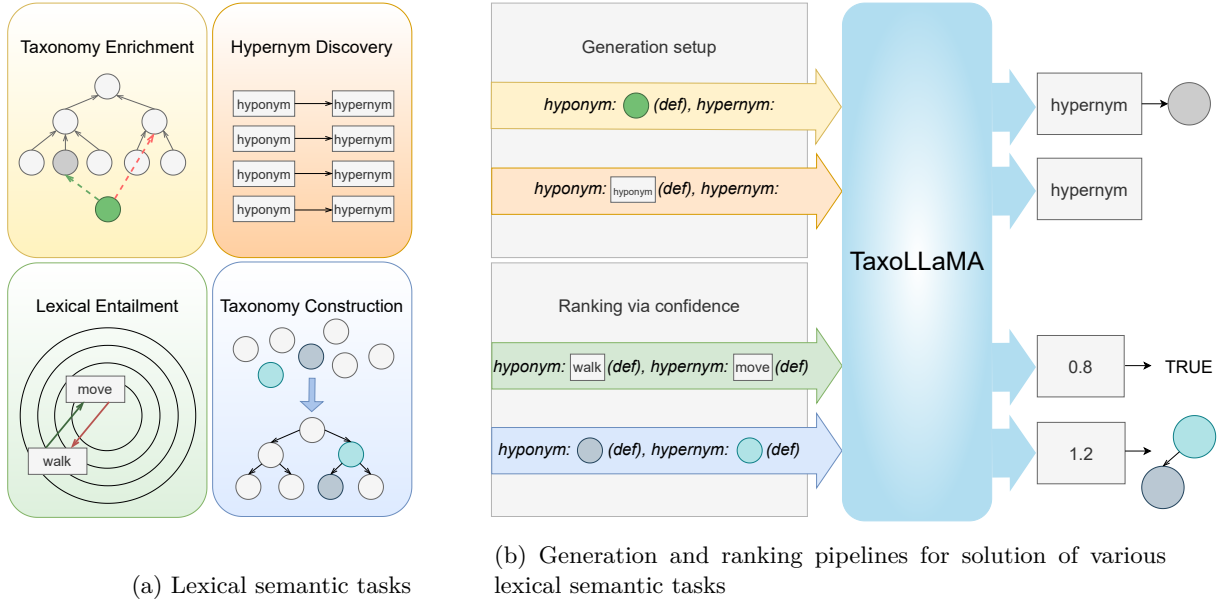 Taxonomy Enrichment
Hypernym Discovery
hyponym hypernym
hyponym hypernym
hyponym hypernym
hyponym hypernym
Lexical Entailment
move
walk
Taxonomy Construction
(a) Lexical semantic tasks
Generation setup
hyponym: (def), hypernym:
hyponym: hyponym (def), hypernym:
Ranking via confidence
hyponym: walk (def), hypernym: move (def)
hyponym: (def), hypernym: (def)
TaxoLLaMA
hypernym
hypernym
0.8 TRUE
1.2
(b) Generation and ranking pipelines for solution of various
lexical semantic tasks